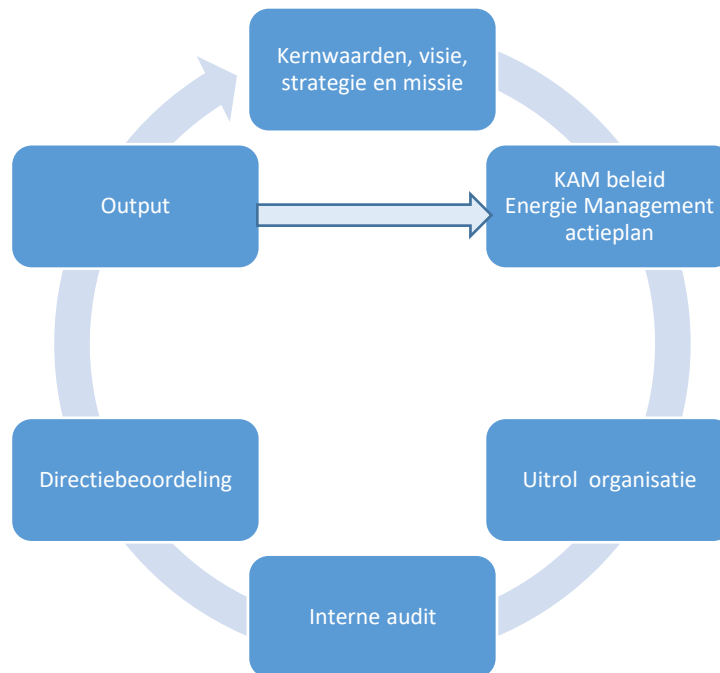 Kernwaarden, visie,
strategie en missie
Output
KAM beleid
Energie Management
actieplan
Directiebeoordeling
Uitrol  organisatie
Interne audit